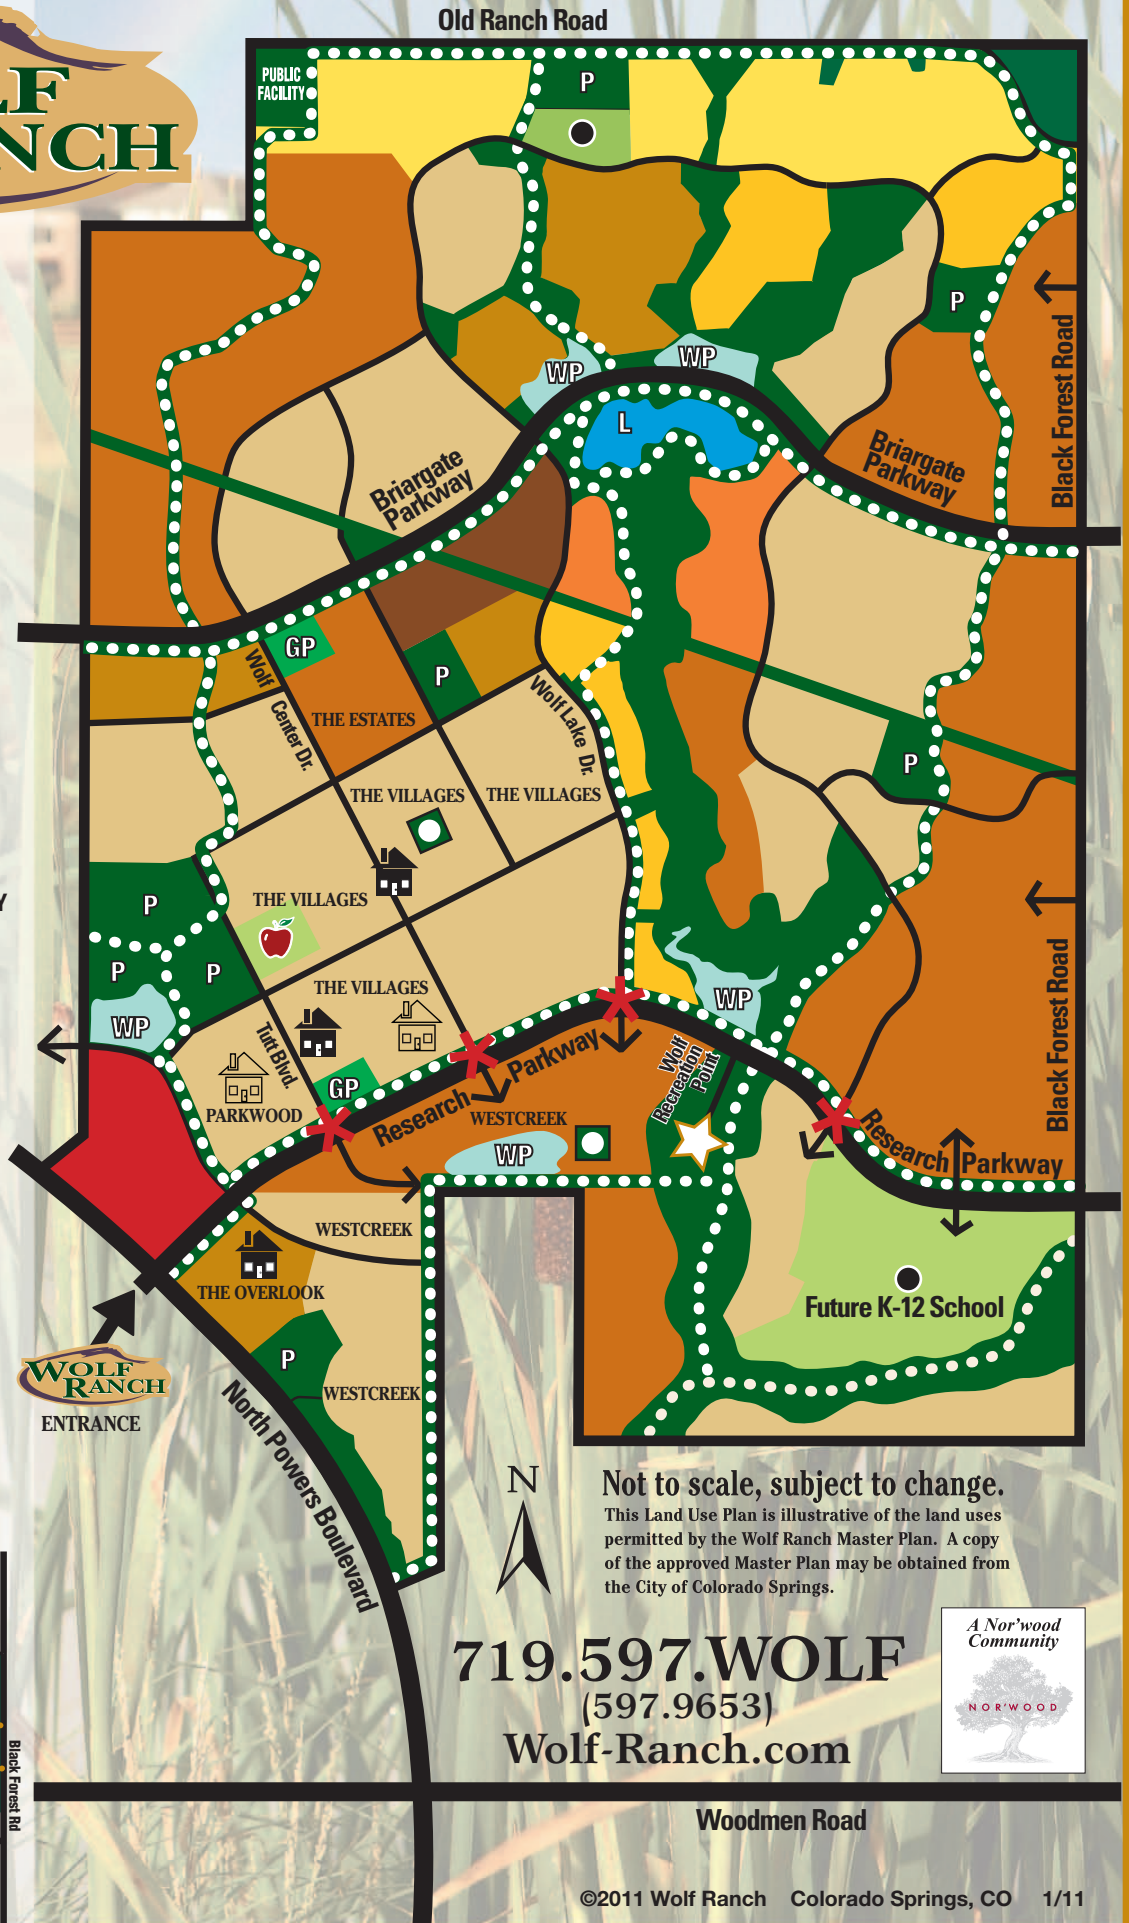 Old Ranch Road
LF
NCH
PUBLIC
FACILITY
P
P
Black Forest Road
WP
WP
L
Briargate
Parkway
Briargate
Parkway
GP
Wolf Center Dr.
P
THE ESTATES
Wolf Lake Dr.
P
THE VILLAGES
THE VILLAGES
THE VILLAGES
P
P
P
THE VILLAGES
WP
WP
Tutt Blvd.
Black Forest Road
GP
PARKWOOD
Research Parkway
WESTCREEK
Wolf
Recreation
Point
WP
Research Parkway
WESTCREEK
THE OVERLOOK
Future K-12 School
P
WESTCREEK
WOLF
RANCH
ENTRANCE
North Powers Boulevard
N
Not to scale, subject to change.
This Land Use Plan is illustrative of the land uses
permitted by the Wolf Ranch Master Plan. A copy
of the approved Master Plan may be obtained from
the City of Colorado Springs.
719.597.WOLF
(597.9653)
Wolf-Ranch.com
A Nor'wood
Community
NOR'WOOD
Black Forest Rd
Woodmen Road
©2011 Wolf Ranch Colorado Springs, CO 1/11